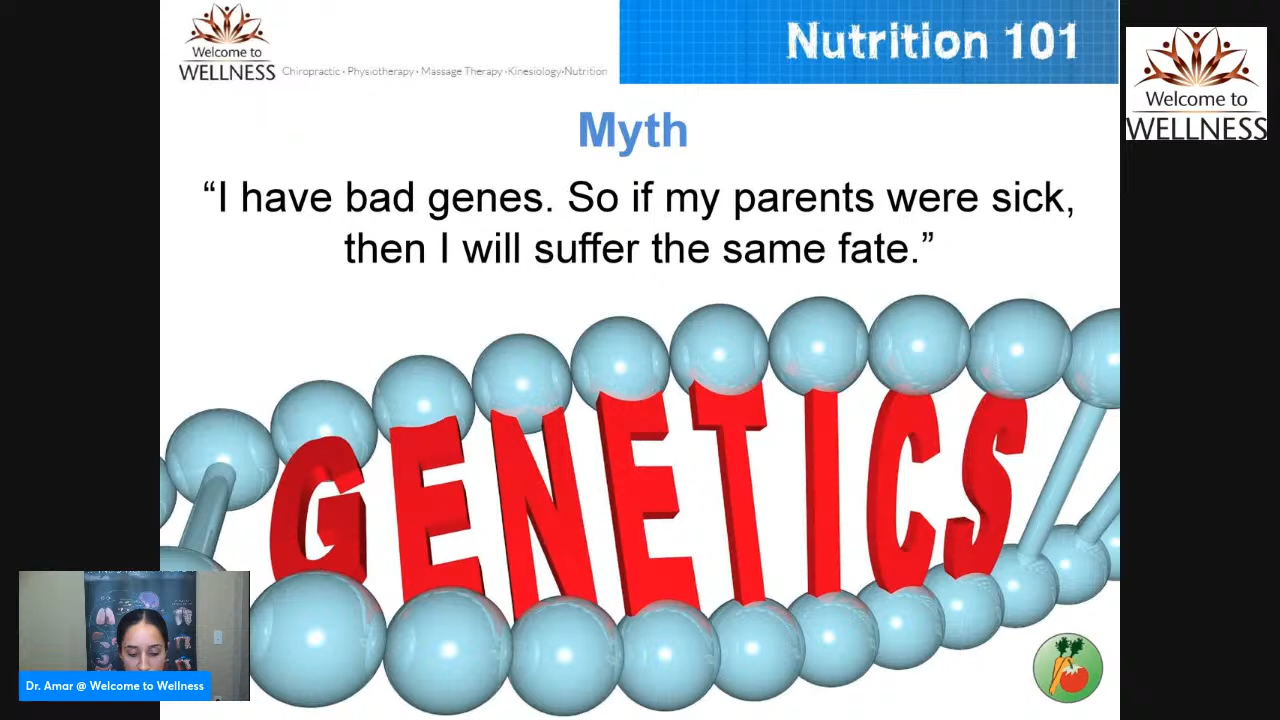 Welcome to
WELLNESS
Chiropractic • Physiotherapy • Massage Therapy •Kinesiology•Nutrition
Nutrition 101
Welcome to
WELLNESS
Myth
“I have bad genes. So if my parents were sick,
then I will suffer the same fate.”
GENETICS
Dr. Amar @ Welcome to Wellness